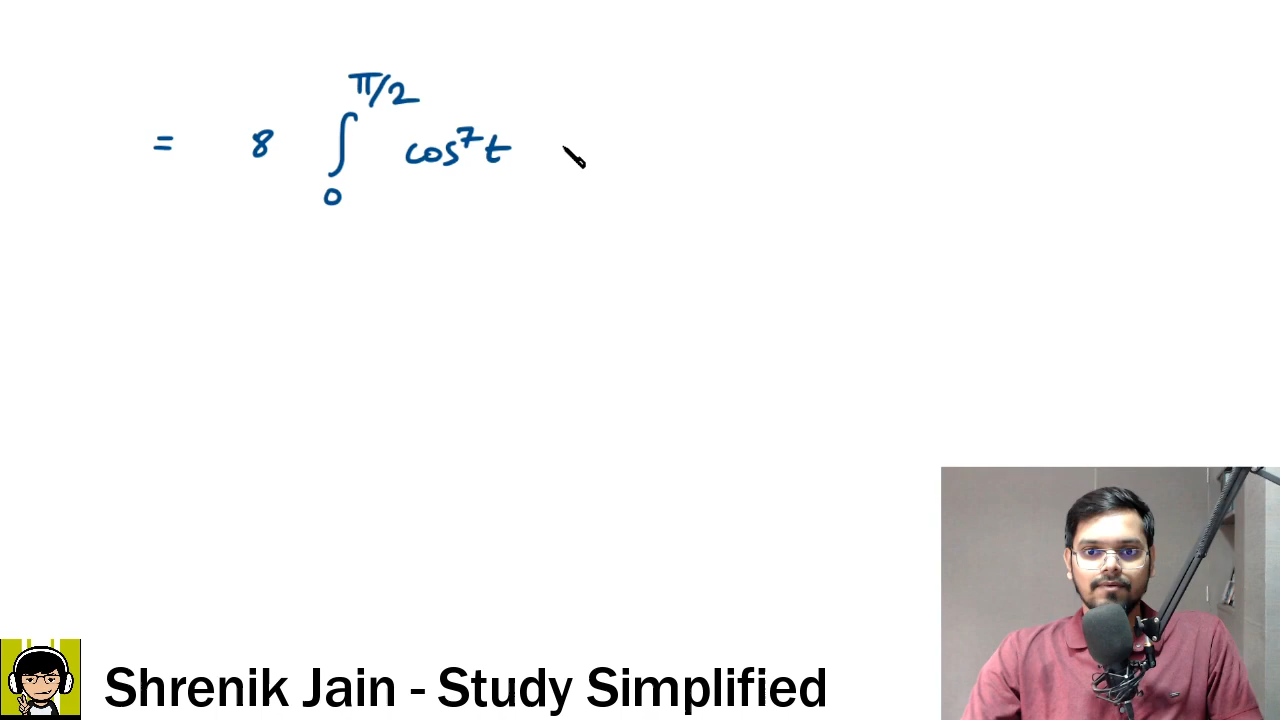 = 8 ∫₀^π/2 cos⁷t
Shrenik Jain - Study Simplified